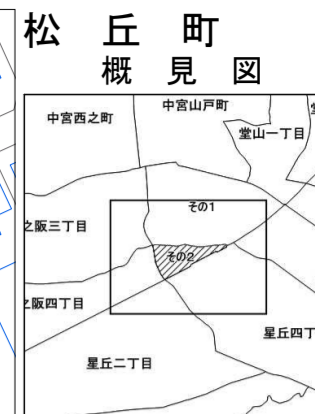 松丘町
概見図
中宮西之町
中宮山戸町
堂山一丁目
その1
之阪三丁目
その2
之阪四丁目
星丘四丁
星丘二丁目